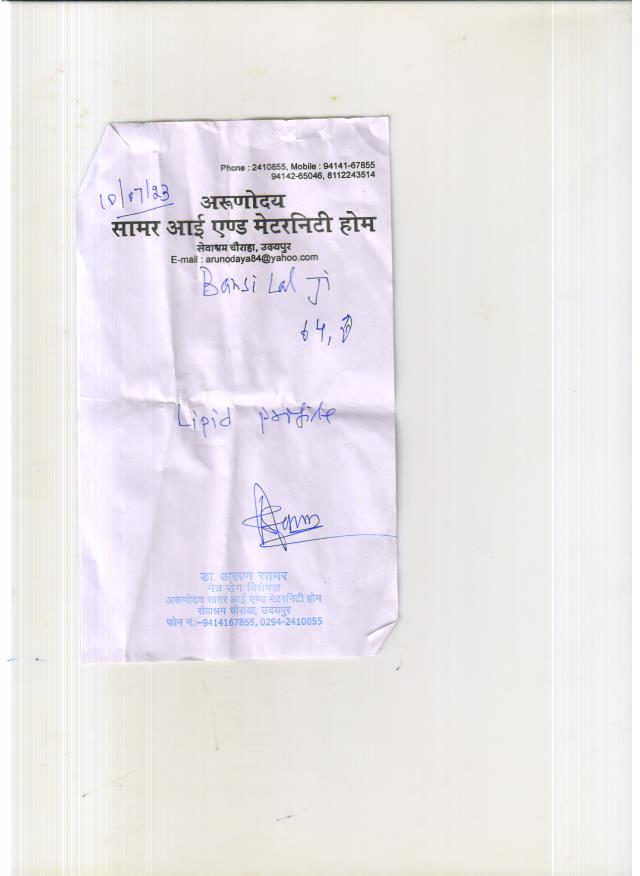 Phone : 2410855, Mobile : 94141-67855
94142-65046, 8112243514
10/07/23
अरूणोदय
सामर आई एण्ड मेटरनिटी होम
सेवाश्रम चौराहा, उदयपुर
E-mail : arunodaya84@yahoo.com
Bansi Lal Ji
64,
Lipid profile
डा. अरूण सामर
नेत्र रोग विशेषज्ञ
अरूणोदय सामर आई एण्ड मेटरनिटी होम
सेवाश्रम चौराया, उदयपुर
फोन नं.:–9414167855, 0294-2410855